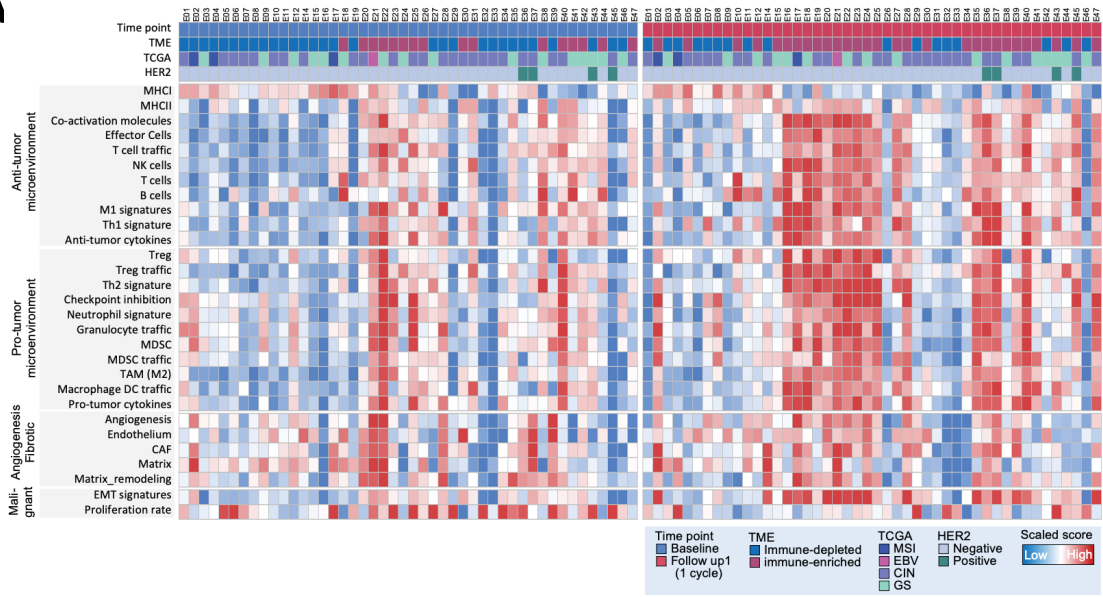 E01 E02 E03 E04 E05 E06 E07 E08 E09 E10 E11 E12 E14 E15 E16 E17 E18 E19 E20 E21 E22 E23 E24 E25 E26 E27 E28 E29 E30 E31 E32 E33 E34 E35 E36 E37 E38 E39 E40 E41 E42 E43 E44 E45 E46 E47
E01 E02 E03 E04 E05 E06 E07 E08 E09 E10 E11 E12 E14 E15 E16 E17 E18 E19 E20 E21 E22 E23 E24 E25 E26 E27 E28 E29 E30 E31 E32 E33 E34 E35 E36 E37 E38 E39 E40 E41 E42 E43 E44 E45 E46 E47
Time point
TME
TCGA
HER2
Anti-tumor
microenvironment
MHCI
MHCII
Co-activation molecules
Effector Cells
T cell traffic
NK cells
T cells
B cells
M1 signatures
Th1 signature
Anti-tumor cytokines
Pro-tumor
microenvironment
Treg
Treg traffic
Th2 signature
Checkpoint inhibition
Neutrophil signature
Granulocyte traffic
MDSC
MDSC traffic
TAM (M2)
Macrophage DC traffic
Pro-tumor cytokines
Angiogenesis
Fibrotic
Angiogenesis
Endothelium
CAF
Matrix
Matrix_remodeling
Mali-
gnant
EMT signatures
Proliferation rate
Time point
Baseline
Follow up1
(1 cycle)
TME
Immune-depleted
immune-enriched
TCGA
MSI
EBV
CIN
GS
HER2
Negative
Positive
Scaled score
Low High